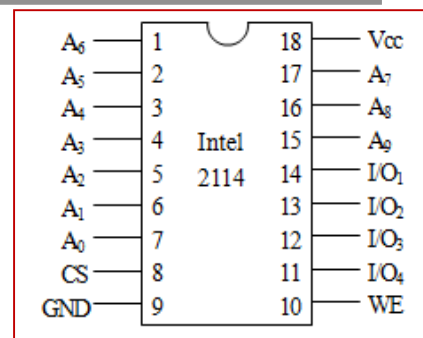 A₆ 1 18 Vcc
A₅ 2 17 A₇
A₄ 3 16 A₈
A₃ 4 Intel 15 A₉
A₂ 5 2114 14 I/O₁
A₁ 6 13 I/O₂
A₀ 7 12 I/O₃
CS 8 11 I/O₄
GND 9 10 WE